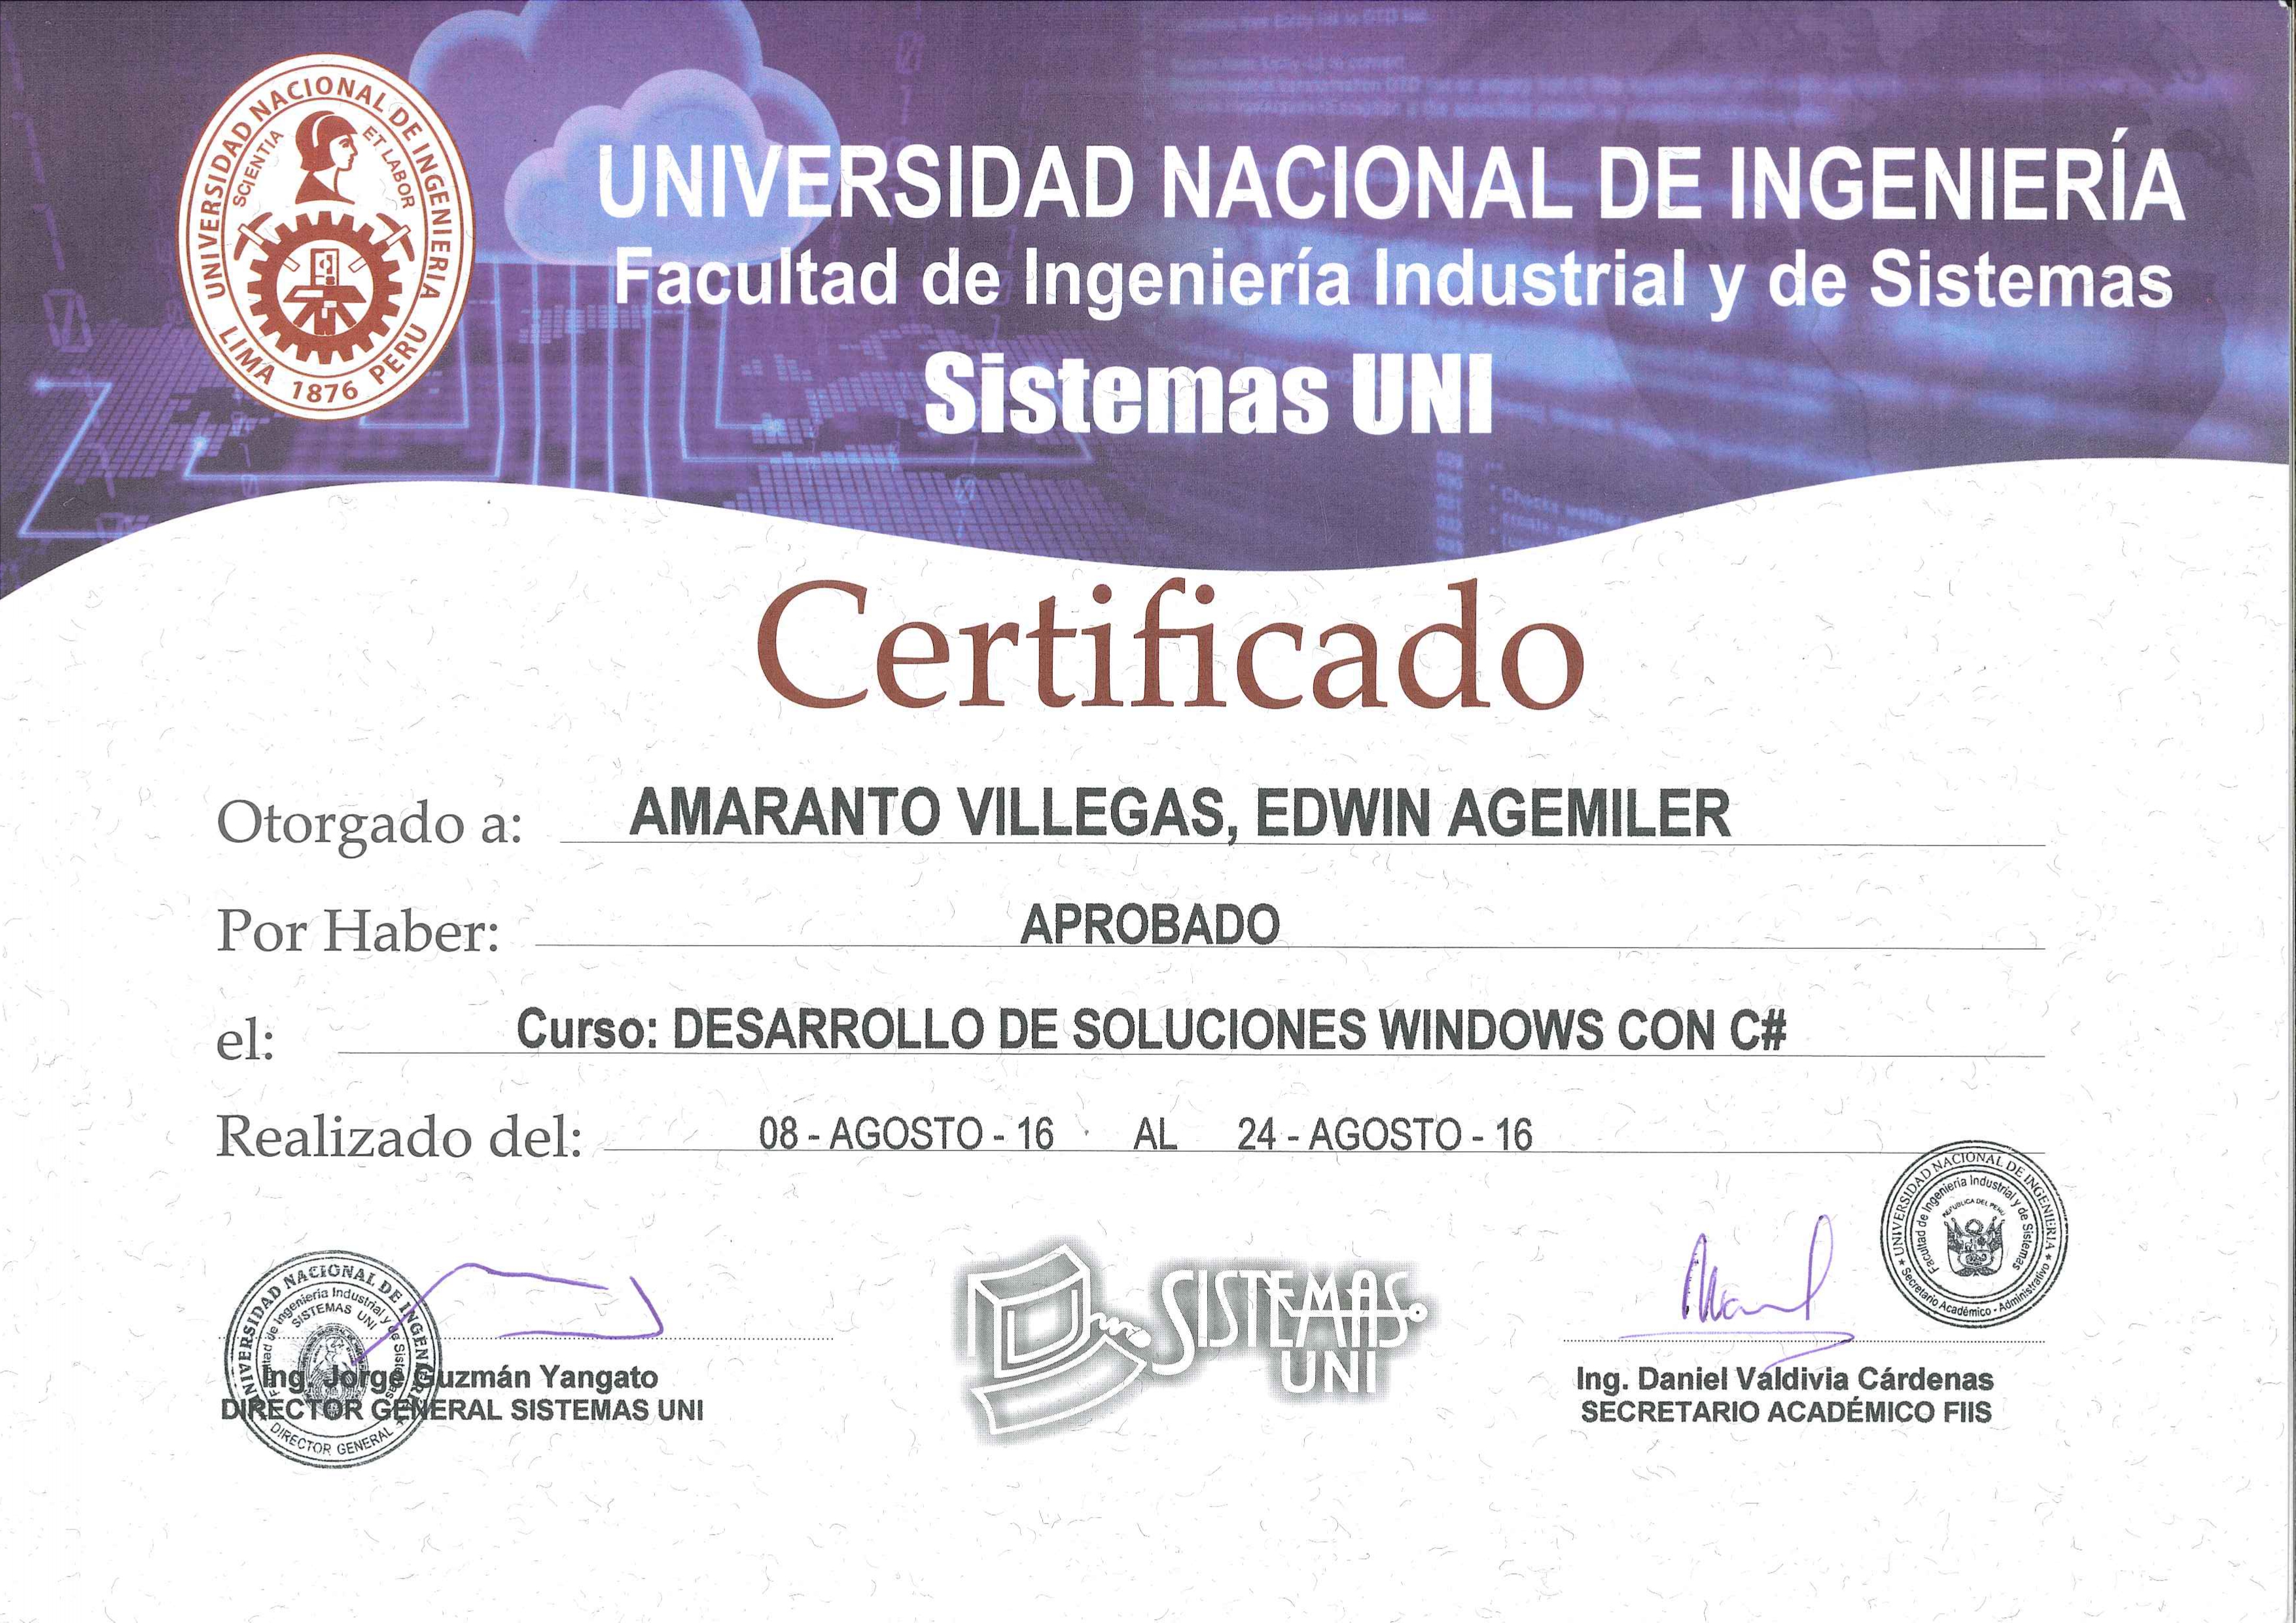 UNIVERSIDAD NACIONAL DE INGENIERIA
SCIENTIA ET LABOR
LIMA 1876 PERU
UNIVERSIDAD NACIONAL DE INGENIERÍA
Facultad de Ingeniería Industrial y de Sistemas
Sistemas UNI
Certificado
Otorgado a: AMARANTO VILLEGAS, EDWIN AGEMILER
Por Haber: APROBADO
el: Curso: DESARROLLO DE SOLUCIONES WINDOWS CON C#
Realizado del: 08 - AGOSTO - 16 AL 24 - AGOSTO - 16
UNIVERSIDAD NACIONAL DE INGENIERIA
Facultad de Ingenieria Industrial y de Sistemas
SISTEMAS UNI
DIRECTOR GENERAL
Ing. Jorge Guzmán Yangato
DIRECTOR GENERAL SISTEMAS UNI
SISTEMAS
UNI
UNIVERSIDAD NACIONAL DE INGENIERIA
Facultad de Ingenieria Industrial y de Sistemas
REPUBLICA DEL PERU
Secretario Académico - Administrativo
Ing. Daniel Valdivia Cárdenas
SECRETARIO ACADÉMICO FIIS